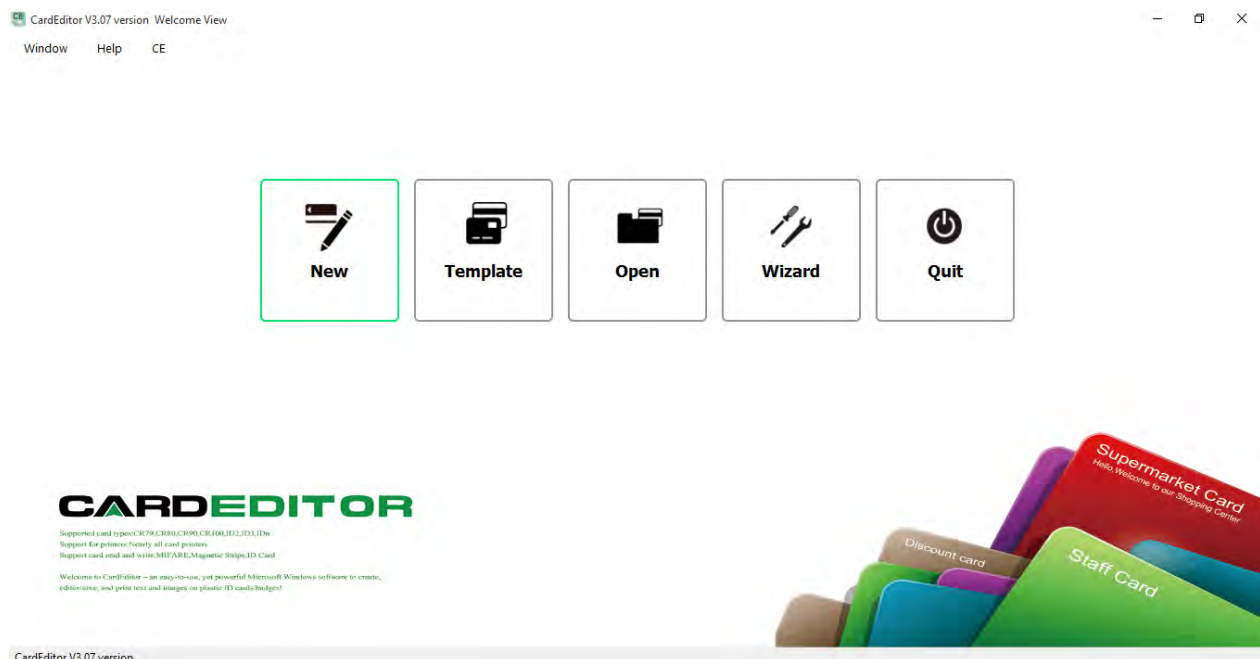 CardEditor V3.07 version  Welcome View
Window Help CE
New Template Open Wizard Quit
CARDEDITOR
Supported card types:CR79,CR80,CR90,CR100,ID2,ID3,IDn
Support for printers:Nearly all card printers
Support card read and write:MIFARE,Magnetic Stripe,ID Card
Welcome to CardEditor – an easy-to-use, yet powerful Microsoft Windows software to create,
editor/save, and print text and images on plastic ID cards/badges!
Supermarket Card
Hello,Welcome to our Shopping Center
Discount card
Staff Card
CardEditor V3.07 version